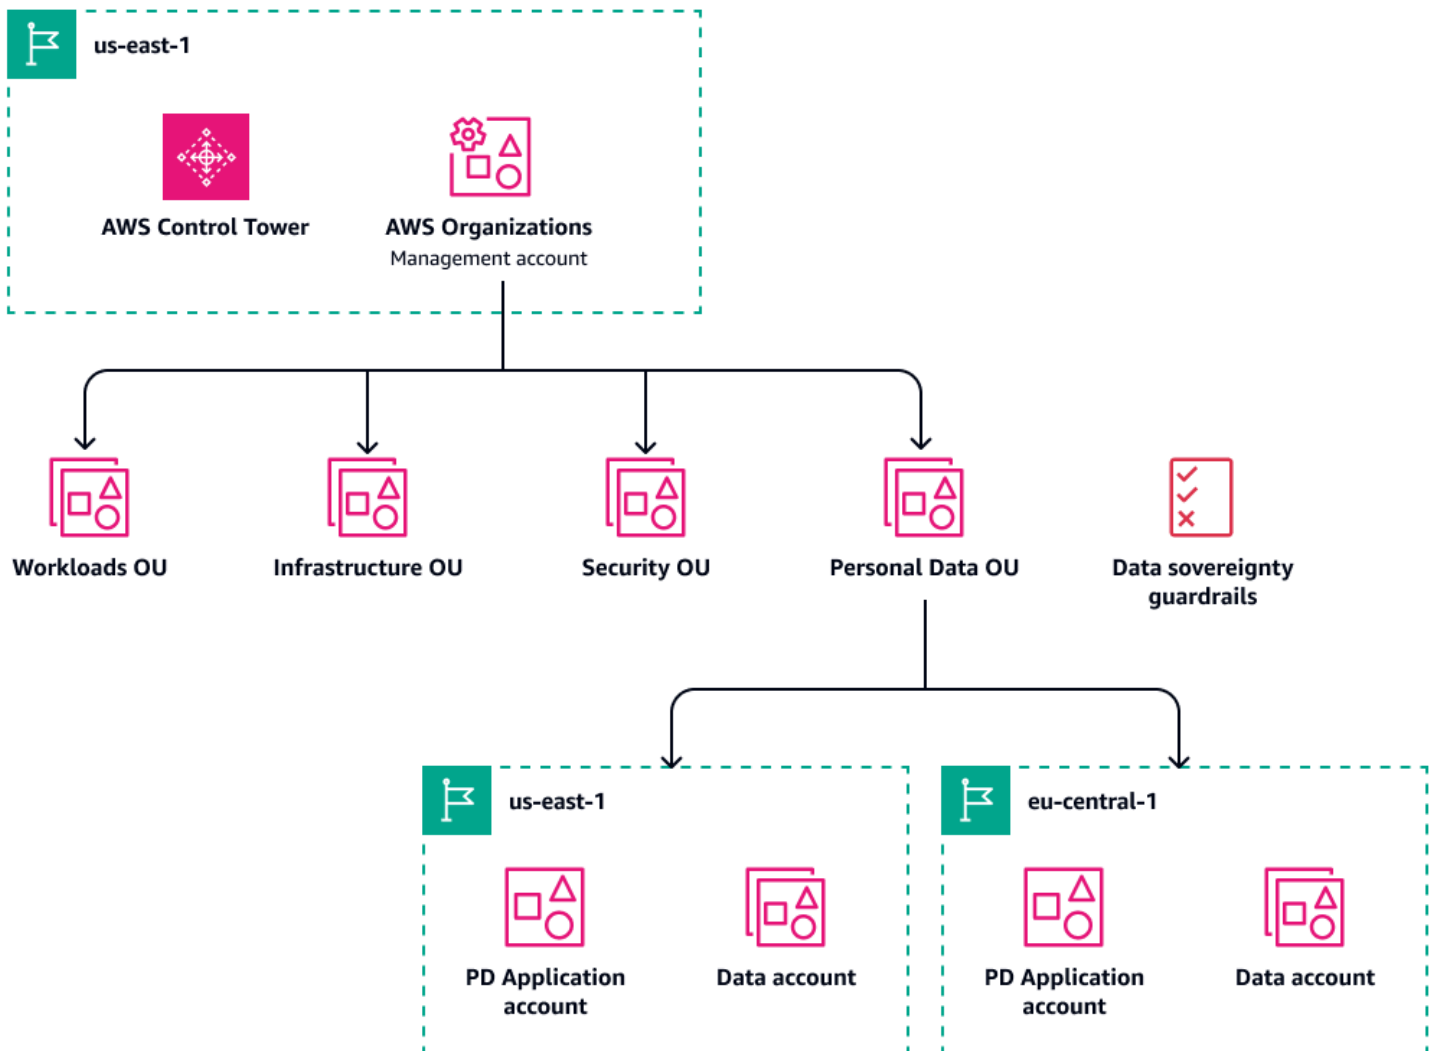 us-east-1
AWS Control Tower
AWS Organizations
Management account
Workloads OU
Infrastructure OU
Security OU
Personal Data OU
Data sovereignty
guardrails
us-east-1
PD Application
account
Data account
eu-central-1
PD Application
account
Data account